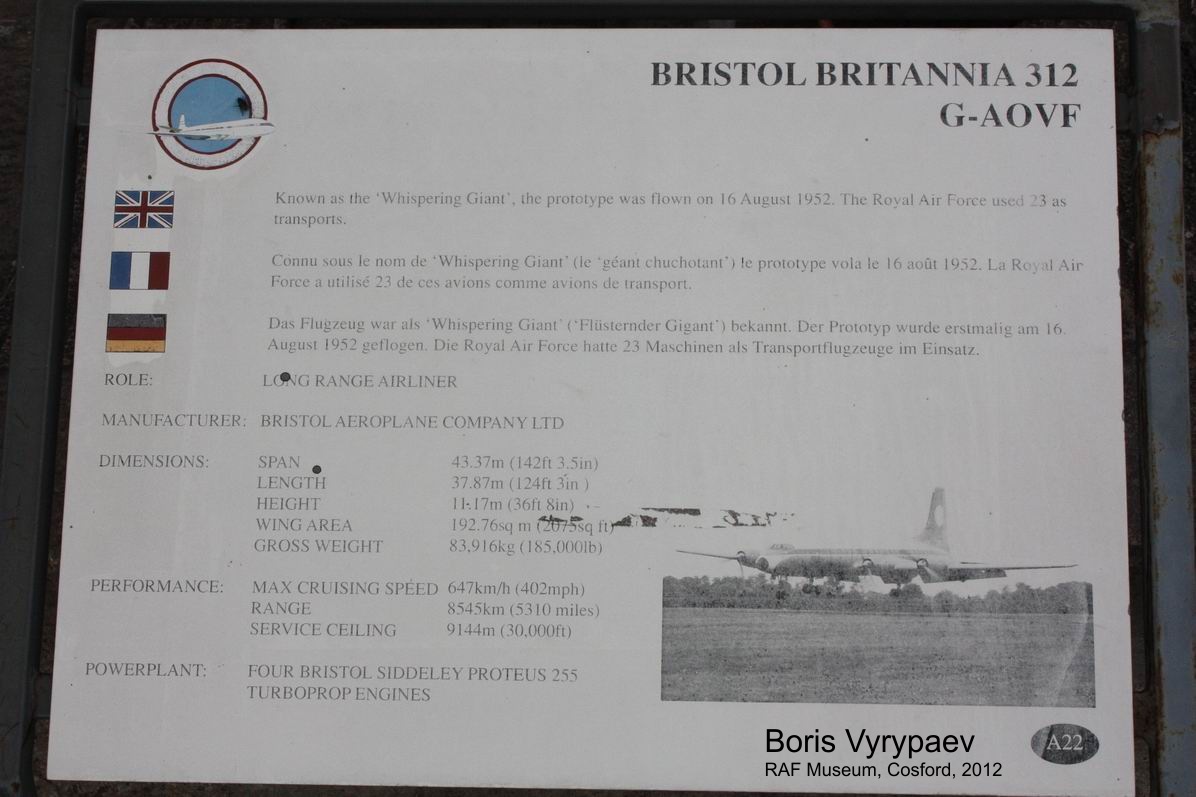 BRISTOL BRITANNIA 312
G-AOVF
Known as the ‘Whispering Giant’, the prototype was flown on 16 August 1952. The Royal Air Force used 23 as
transports.
Connu sous le nom de ‘Whispering Giant’ (le ‘géant chuchotant’) le prototype vola le 16 août 1952. La Royal Air
Force a utilisé 23 de ces avions comme avions de transport.
Das Flugzeug war als ‘Whispering Giant’ (‘Flüsternder Gigant’) bekannt. Der Prototyp wurde erstmalig am 16.
August 1952 geflogen. Die Royal Air Force hatte 23 Maschinen als Transportflugzeuge im Einsatz.
ROLE: LONG RANGE AIRLINER
MANUFACTURER: BRISTOL AEROPLANE COMPANY LTD
DIMENSIONS: SPAN 43.37m (142ft 3.5in)
LENGTH 37.87m (124ft 3in )
HEIGHT 11.17m (36ft 8in)
WING AREA 192.76sq m (2075sq ft)
GROSS WEIGHT 83,916kg (185,000lb)
PERFORMANCE: MAX CRUISING SPEED 647km/h (402mph)
RANGE 8545km (5310 miles)
SERVICE CEILING 9144m (30,000ft)
POWERPLANT: FOUR BRISTOL SIDDELEY PROTEUS 255
TURBOPROP ENGINES
A22
Boris Vyrypaev
RAF Museum, Cosford, 2012